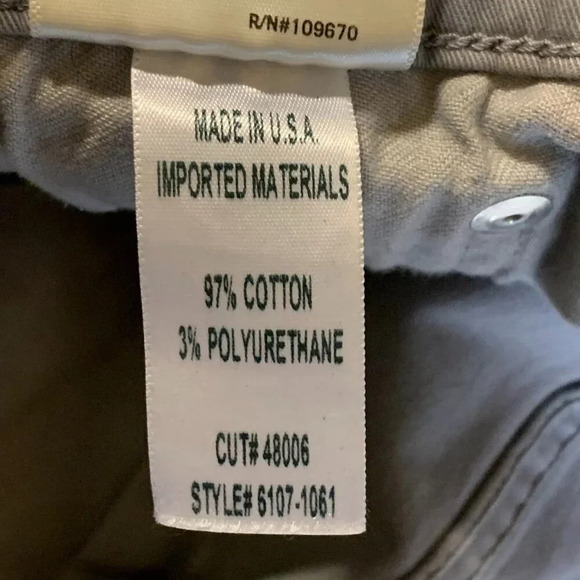 R/N#109670
MADE IN U.S.A.
IMPORTED MATERIALS
97% COTTON
3% POLYURETHANE
CUT# 48006
STYLE# 6107-1061